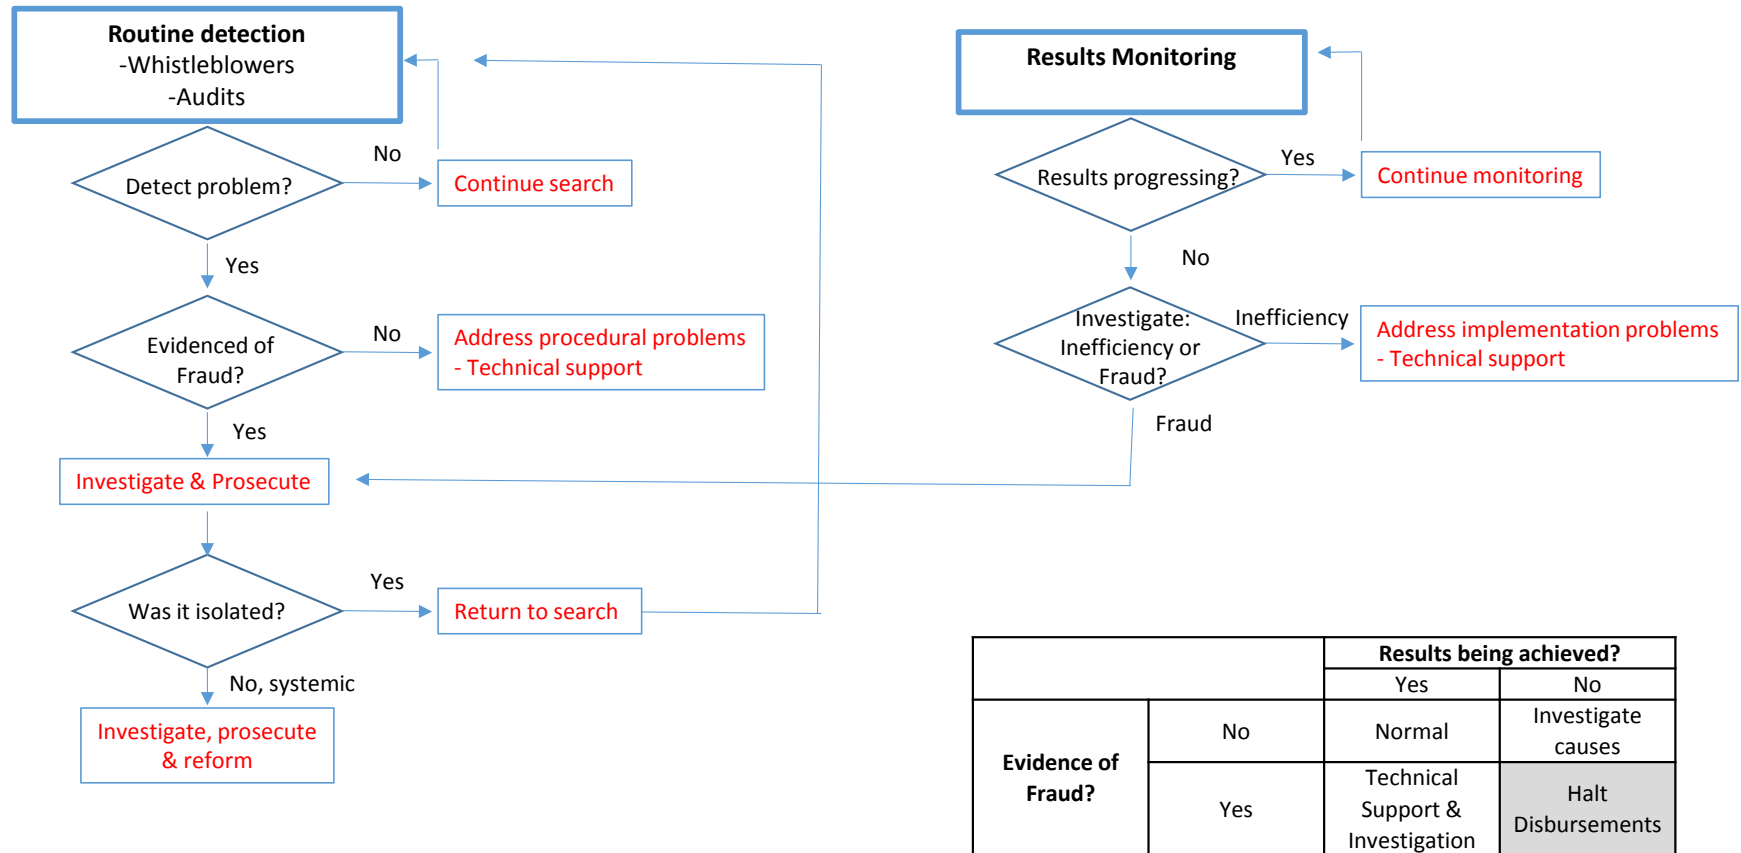 Routine detection
-Whistleblowers
-Audits
Detect problem?
No
Continue search
Yes
Evidenced of
Fraud?
No
Address procedural problems
- Technical support
Yes
Investigate & Prosecute
Was it isolated?
Yes
Return to search
No, systemic
Investigate, prosecute
& reform
Results Monitoring
Results progressing?
Yes
Continue monitoring
No
Investigate:
Inefficiency or
Fraud?
Inefficiency
Address implementation problems
- Technical support
Fraud
Results being achieved?
Yes
No
Evidence of
Fraud?
No
Normal
Investigate
causes
Yes
Technical
Support &
Investigation
Halt
Disbursements